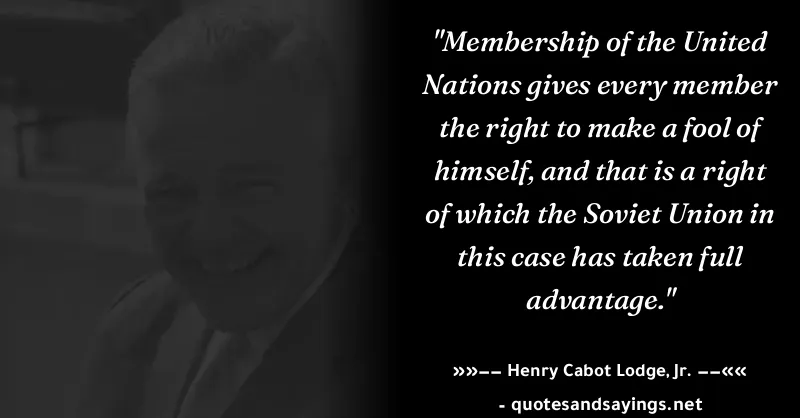 "Membership of the United
Nations gives every member
the right to make a fool of
himself, and that is a right
of which the Soviet Union in
this case has taken full
advantage."
»»–– Henry Cabot Lodge, Jr. ––««
- quotesandsayings.net